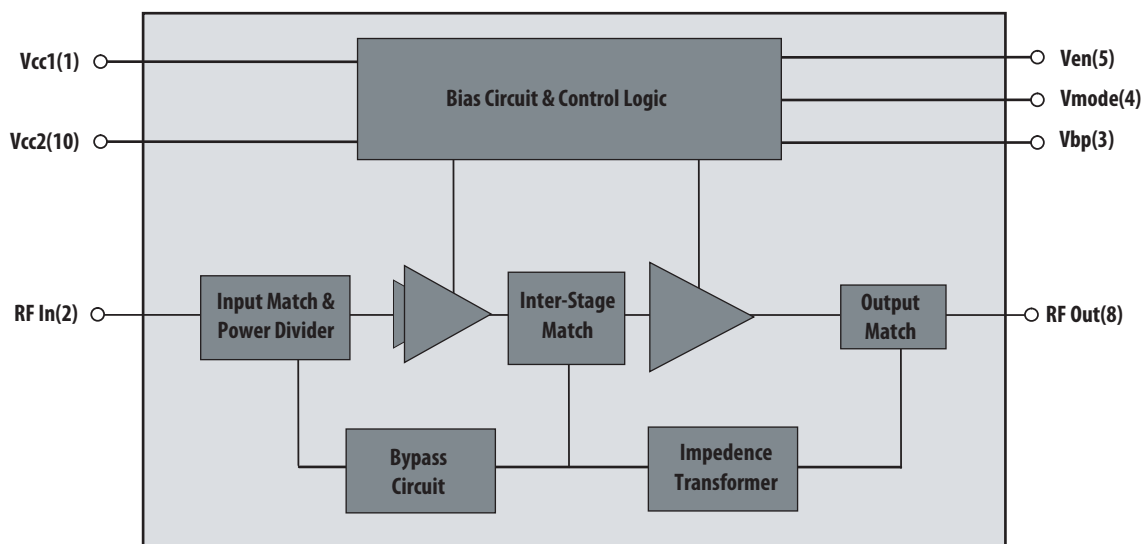 Vcc1(1)
Vcc2(10)
Bias Circuit & Control Logic
Ven(5)
Vmode(4)
Vbp(3)
RF In(2)
Input Match &
Power Divider
Inter-Stage
Match
Output
Match
RF Out(8)
Bypass
Circuit
Impedence
Transformer